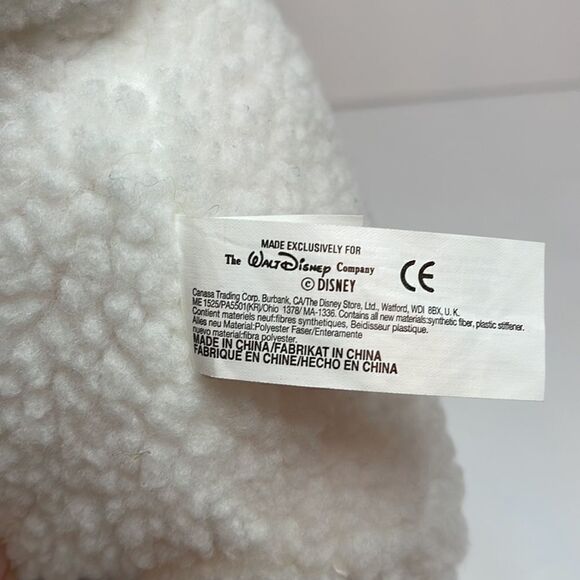 MADE EXCLUSIVELY FOR
The WALT DISNEY Company CE
© DISNEY
Canasa Trading Corp. Burbank, CA/The Disney Store, Ltd., Watford, WDI 8BX, U.K.
ME 1525/PA5501(KR)/Ohio 1378/ MA-1336. Contains all new materials:synthetic fiber, plastic stiffener.
Contient materiels neuf:fibres synthetiques, Beidisseur plastique.
Alles neu Material:Polyester Faser/Enteramente
nuevo material:fibra polyester.
MADE IN CHINA/FABRIKAT IN CHINA
FABRIQUE EN CHINE/HECHO EN CHINA